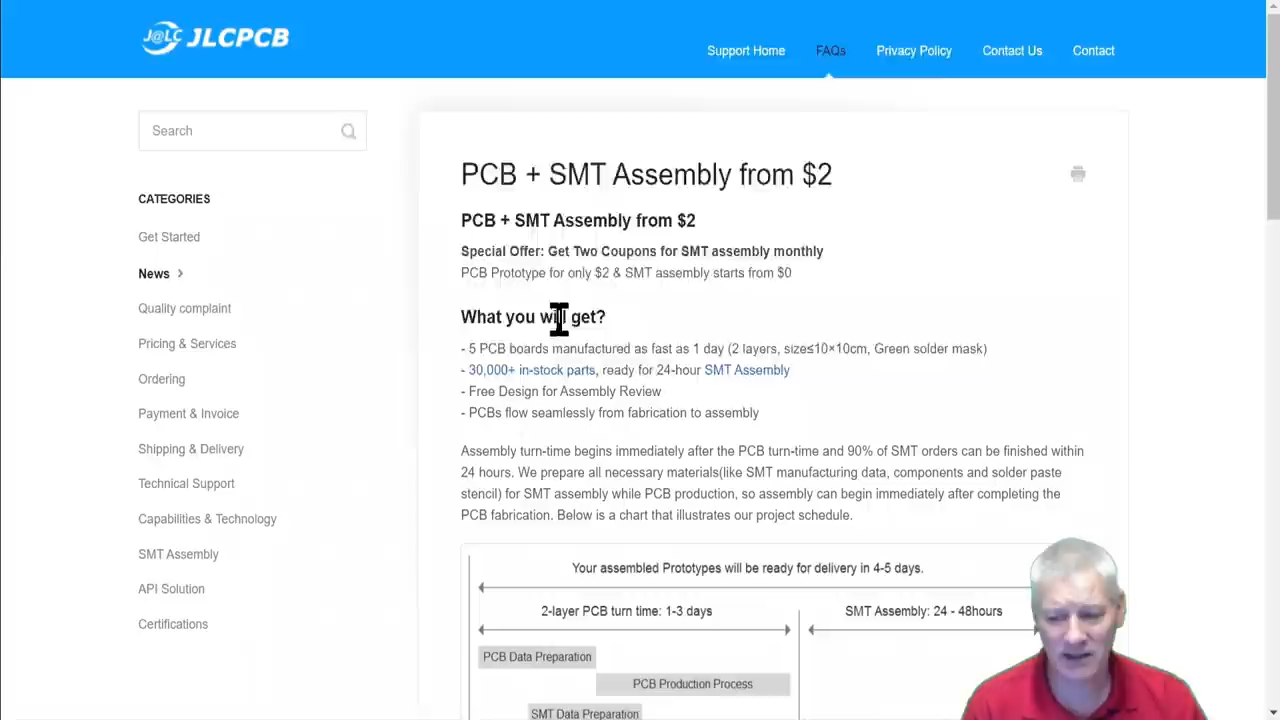 J@LC JLCPCB
Support Home FAQs Privacy Policy Contact Us Contact
Search
CATEGORIES
Get Started
News
Quality complaint
Pricing & Services
Ordering
Payment & Invoice
Shipping & Delivery
Technical Support
Capabilities & Technology
SMT Assembly
API Solution
Certifications
PCB + SMT Assembly from $2
PCB + SMT Assembly from $2
Special Offer: Get Two Coupons for SMT assembly monthly
PCB Prototype for only $2 & SMT assembly starts from $0
What you will get?
- 5 PCB boards manufactured as fast as 1 day (2 layers, size≤10×10cm, Green solder mask)
- 30,000+ in-stock parts, ready for 24-hour SMT Assembly
- Free Design for Assembly Review
- PCBs flow seamlessly from fabrication to assembly
Assembly turn-time begins immediately after the PCB turn-time and 90% of SMT orders can be finished within
24 hours. We prepare all necessary materials(like SMT manufacturing data, components and solder paste
stencil) for SMT assembly while PCB production, so assembly can begin immediately after completing the
PCB fabrication. Below is a chart that illustrates our project schedule.
Your assembled Prototypes will be ready for delivery in 4-5 days.
2-layer PCB turn time: 1-3 days
SMT Assembly: 24 - 48hours
PCB Data Preparation
PCB Production Process
SMT Data Preparation